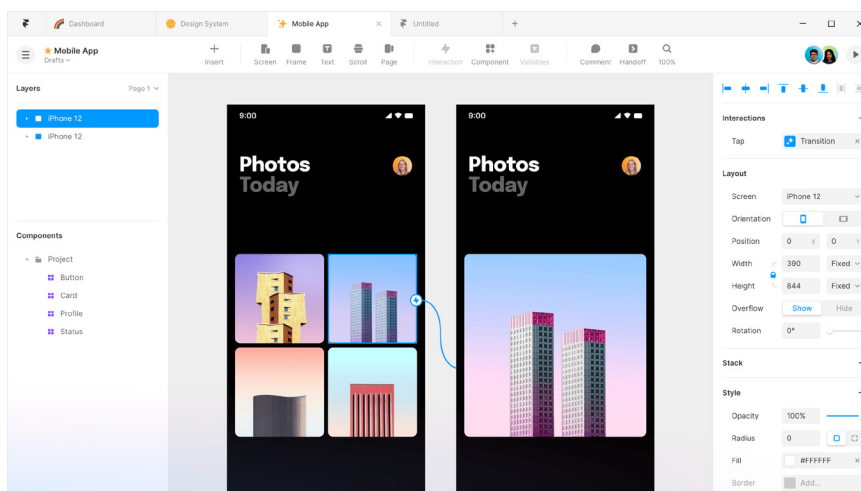 Dashboard
Design System
Mobile App
Untitled
Mobile App
Drafts
Insert
Screen
Frame
Text
Scroll
Page
Interaction
Component
Variables
Comment
Handoff
100%
Layers
Page 1
iPhone 12
iPhone 12
Components
Project
Button
Card
Profile
Status
9:00
Photos
Today
9:00
Photos
Today
Interactions
Tap
Transition
Layout
Screen
iPhone 12
Orientation
Position
0 X
0 Y
Width
390
Fixed
Height
844
Fixed
Overflow
Show
Hide
Rotation
0°
Stack
Style
Opacity
100%
Radius
0
Fill
#FFFFFF
Border
Add...